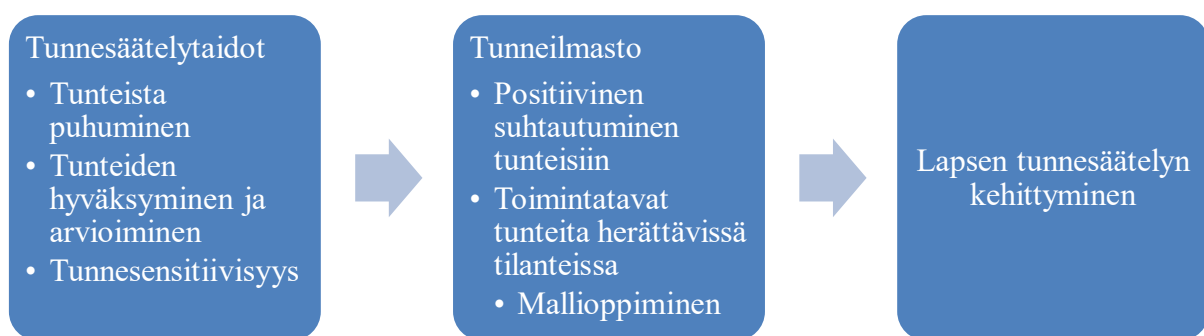 Tunnesäätelytaidot
• Tunteista
puhuminen
• Tunteiden
hyväksyminen ja
arvioiminen
• Tunnesensitiivisyys
Tunneilmasto
• Positiivinen
suhtautuminen
tunteisiin
• Toimintatavat
tunteita herättävissä
tilanteissa
• Mallioppiminen
Lapsen tunnesäätelyn
kehittyminen